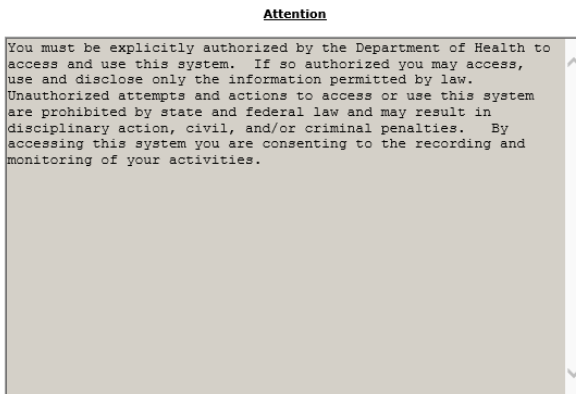 Attention
You must be explicitly authorized by the Department of Health to
access and use this system.  If so authorized you may access,
use and disclose only the information permitted by law.
Unauthorized attempts and actions to access or use this system
are prohibited by state and federal law and may result in
disciplinary action, civil, and/or criminal penalties.   By
accessing this system you are consenting to the recording and
monitoring of your activities.